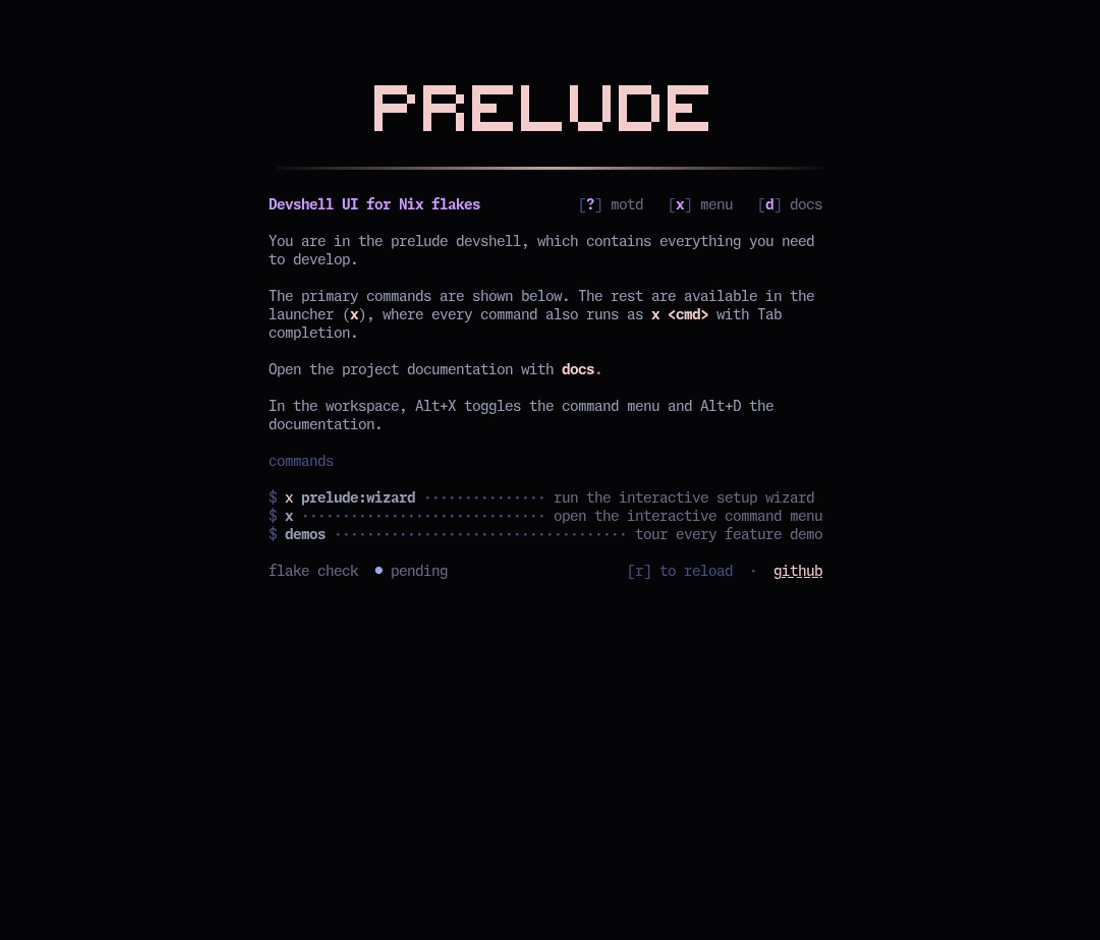 PRELUDE
Devshell UI for Nix flakes [?] motd [x] menu [d] docs
You are in the prelude devshell, which contains everything you need
to develop.
The primary commands are shown below. The rest are available in the
launcher (x), where every command also runs as x <cmd> with Tab
completion.
Open the project documentation with docs.
In the workspace, Alt+X toggles the command menu and Alt+D the
documentation.
commands
$ x prelude:wizard ··············· run the interactive setup wizard
$ x ······························ open the interactive command menu
$ demos ···································· tour every feature demo
flake check ● pending [r] to reload · github